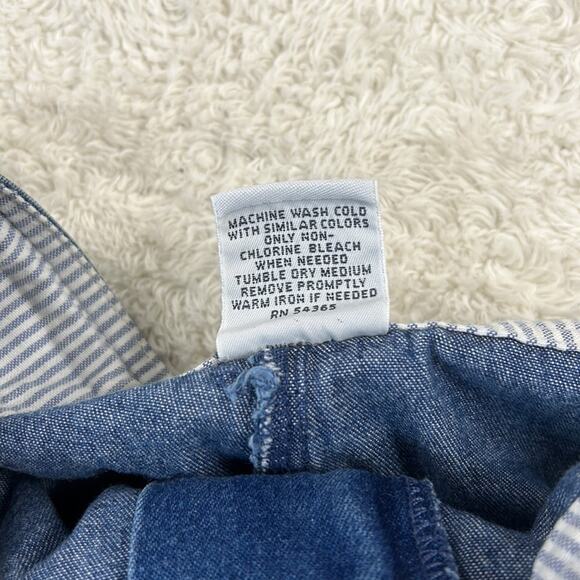 MACHINE WASH COLD
WITH SIMILAR COLORS
ONLY NON-
CHLORINE BLEACH
WHEN NEEDED
TUMBLE DRY MEDIUM
REMOVE PROMPTLY
WARM IRON IF NEEDED
RN 54365